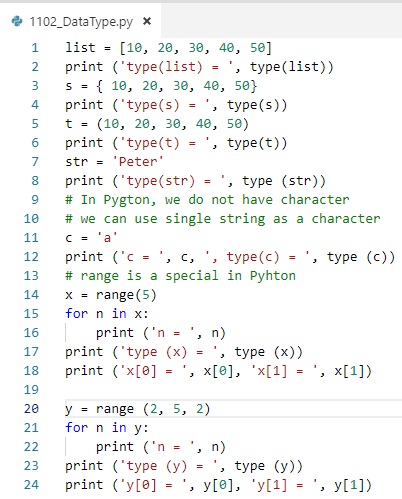 1102_DataType.py ×
1 list = [10, 20, 30, 40, 50]
2 print ('type(list) = ', type(list))
3 s = { 10, 20, 30, 40, 50}
4 print ('type(s) = ', type(s))
5 t = (10, 20, 30, 40, 50)
6 print ('type(t) = ', type(t))
7 str = 'Peter'
8 print ('type(str) = ', type (str))
9 # In Pygton, we do not have character
10 # we can use single string as a character
11 c = 'a'
12 print ('c = ', c, ', type(c) = ', type (c))
13 # range is a special in Pyhton
14 x = range(5)
15 for n in x:
16     print ('n = ', n)
17 print ('type (x) = ', type (x))
18 print ('x[0] = ', x[0], 'x[1] = ', x[1])
19
20 y = range (2, 5, 2)
21 for n in y:
22     print ('n = ', n)
23 print ('type (y) = ', type (y))
24 print ('y[0] = ', y[0], 'y[1] = ', y[1])